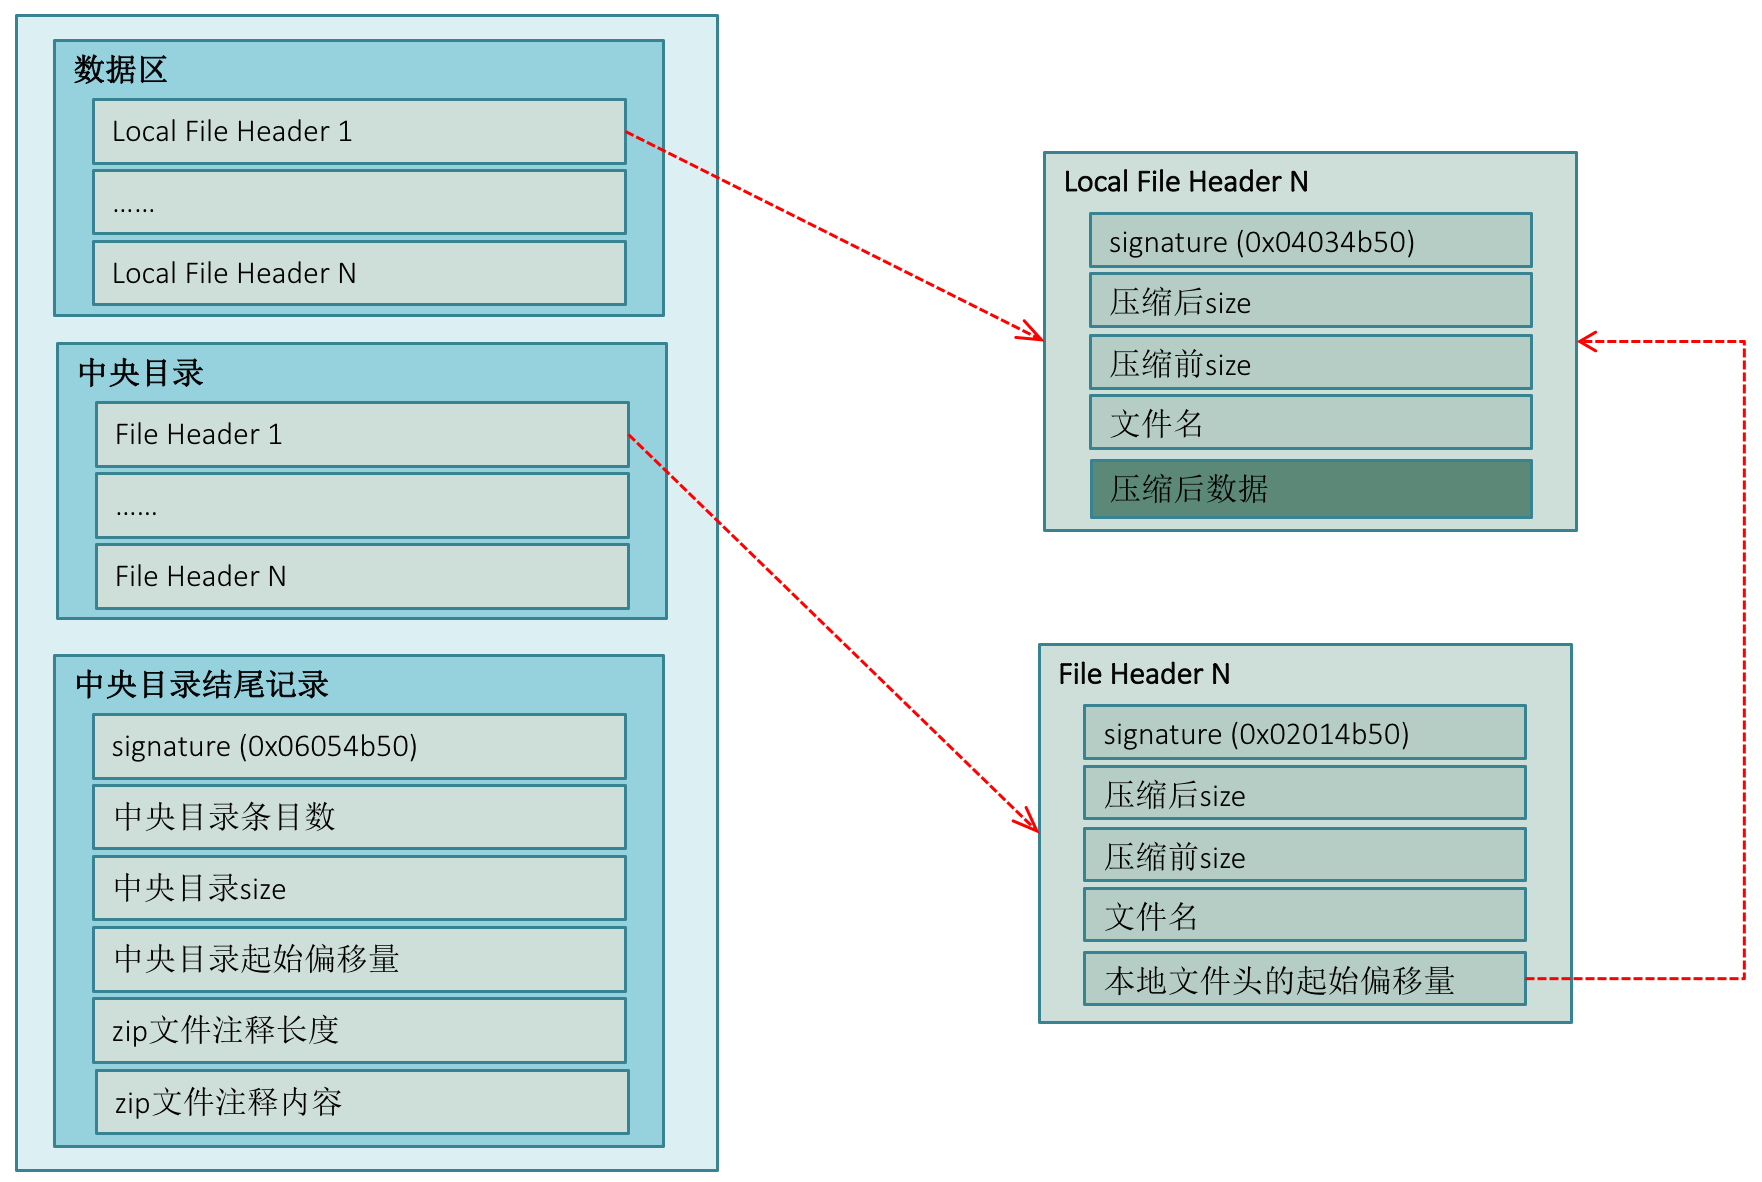 数据区
Local File Header 1
......
Local File Header N
中央目录
File Header 1
......
File Header N
中央目录结尾记录
signature (0x06054b50)
中央目录条目数
中央目录size
中央目录起始偏移量
zip文件注释长度
zip文件注释内容
Local File Header N
signature (0x04034b50)
压缩后size
压缩前size
文件名
压缩后数据
File Header N
signature (0x02014b50)
压缩后size
压缩前size
文件名
本地文件头的起始偏移量